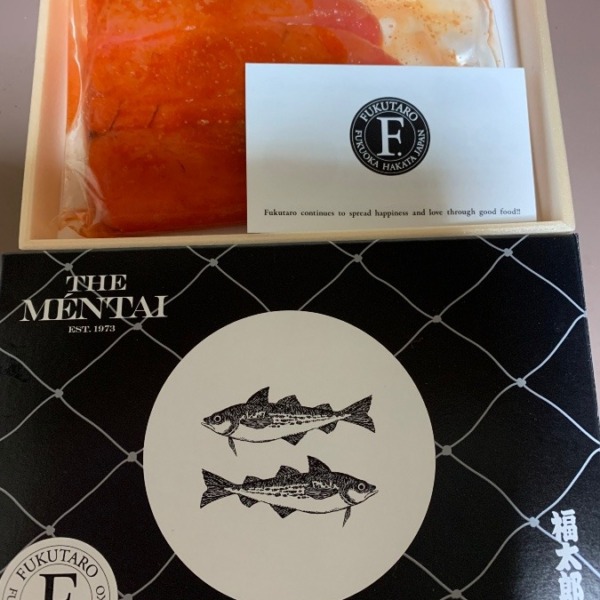 FUKUTARO
F.
FUKUOKA HAKATA JAPAN
Fukutaro continues to spread happiness and love through good food!!
THE
MÉNTAI
EST. 1973
福太郎
FUKUTARO
F